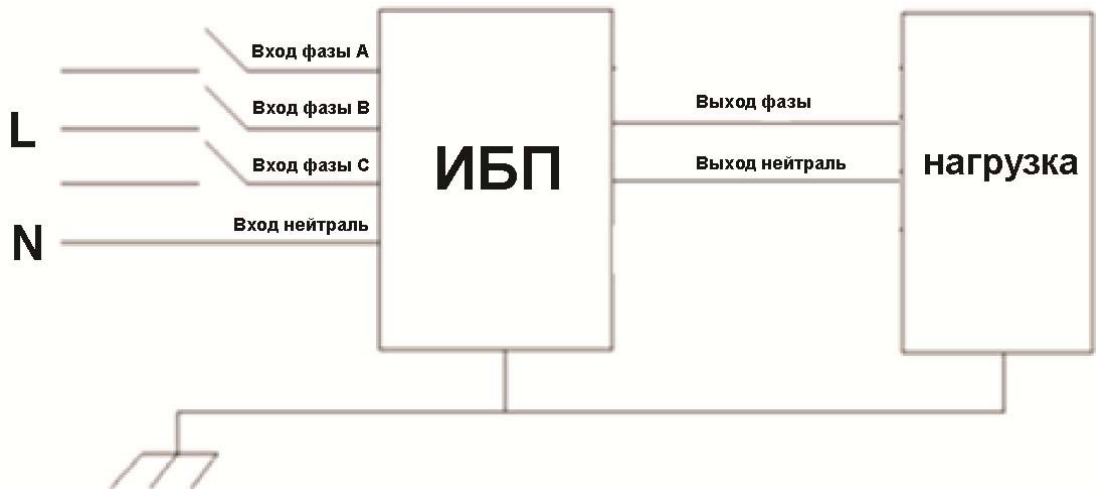 Вход фазы А
Вход фазы В
L
Вход фазы С
N
Вход нейтраль
ИБП
Выход фазы
Выход нейтраль
нагрузка